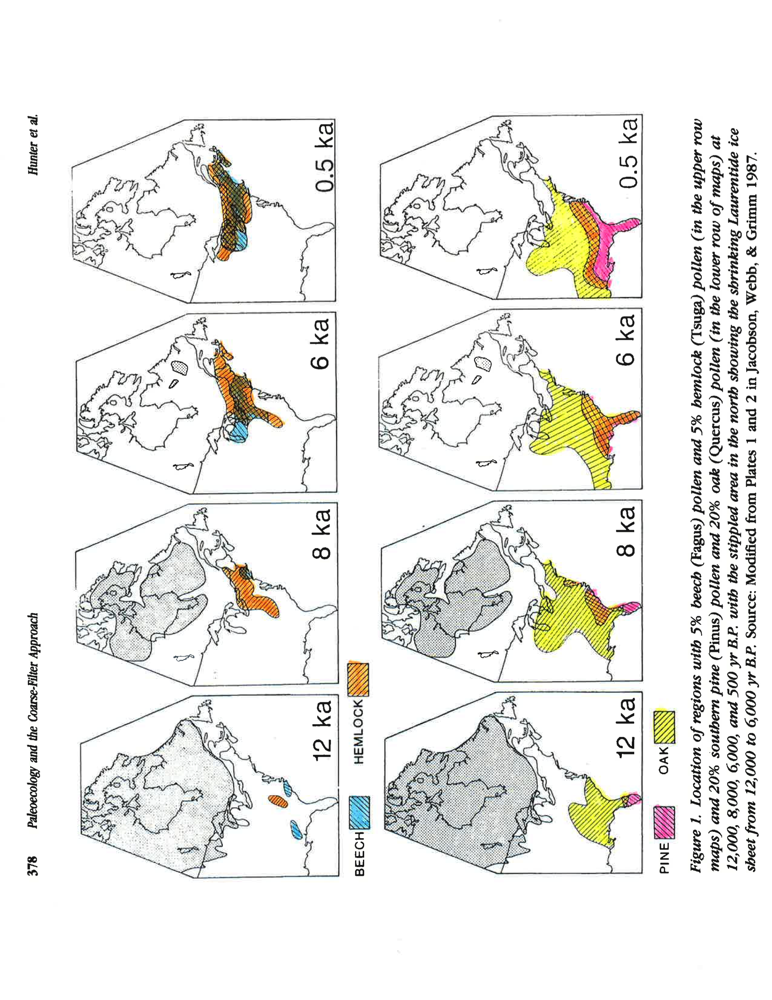 378 Paleoecology and the Coarse-Filter Approach Hunter et al.
12 ka 8 ka 6 ka 0.5 ka
BEECH HEMLOCK
12 ka 8 ka 6 ka 0.5 ka
PINE OAK
Figure 1. Location of regions with 5% beech (Fagus) pollen and 5% hemlock (Tsuga) pollen (in the upper row
maps) and 20% southern pine (Pinus) pollen and 20% oak (Quercus) pollen (in the lower row of maps) at
12,000, 8,000, 6,000, and 500 yr B.P. with the stippled area in the north showing the shrinking Laurentide ice
sheet from 12,000 to 6,000 yr B.P. Source: Modified from Plates 1 and 2 in Jacobson, Webb, & Grimm 1987.